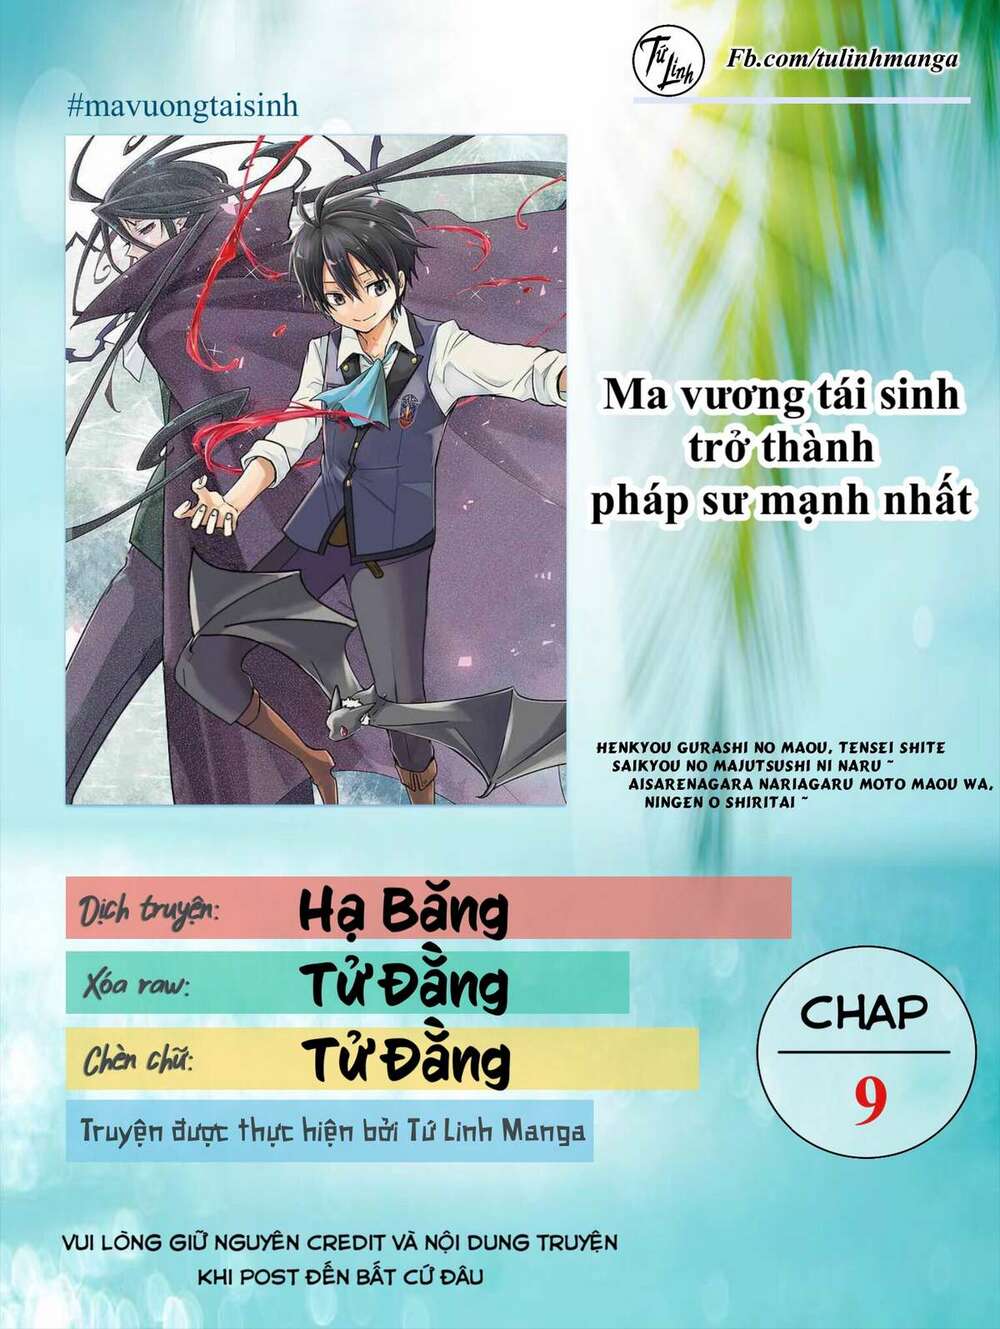 Tứ Linh
Fb.com/tulinhmanga
#mavuongtaisinh
Ma vương tái sinh
trở thành
pháp sư mạnh nhất
HENKYOU GURASHI NO MAOU, TENSEI SHITE
SAIKYOU NO MAJUTSUSHI NI NARU ~
AISARENAGARA NARIAGARU MOTO MAOU WA,
NINGEN O SHIRITAI ~
Dịch truyện: Hạ Băng
Xóa raw: Tử Đằng
Chèn chữ: Tử Đằng
Truyện được thực hiện bởi Tứ Linh Manga
CHAP
9
VUI LÒNG GIỮ NGUYÊN CREDIT VÀ NỘI DUNG TRUYỆN
KHI POST ĐẾN BẤT CỨ ĐÂU